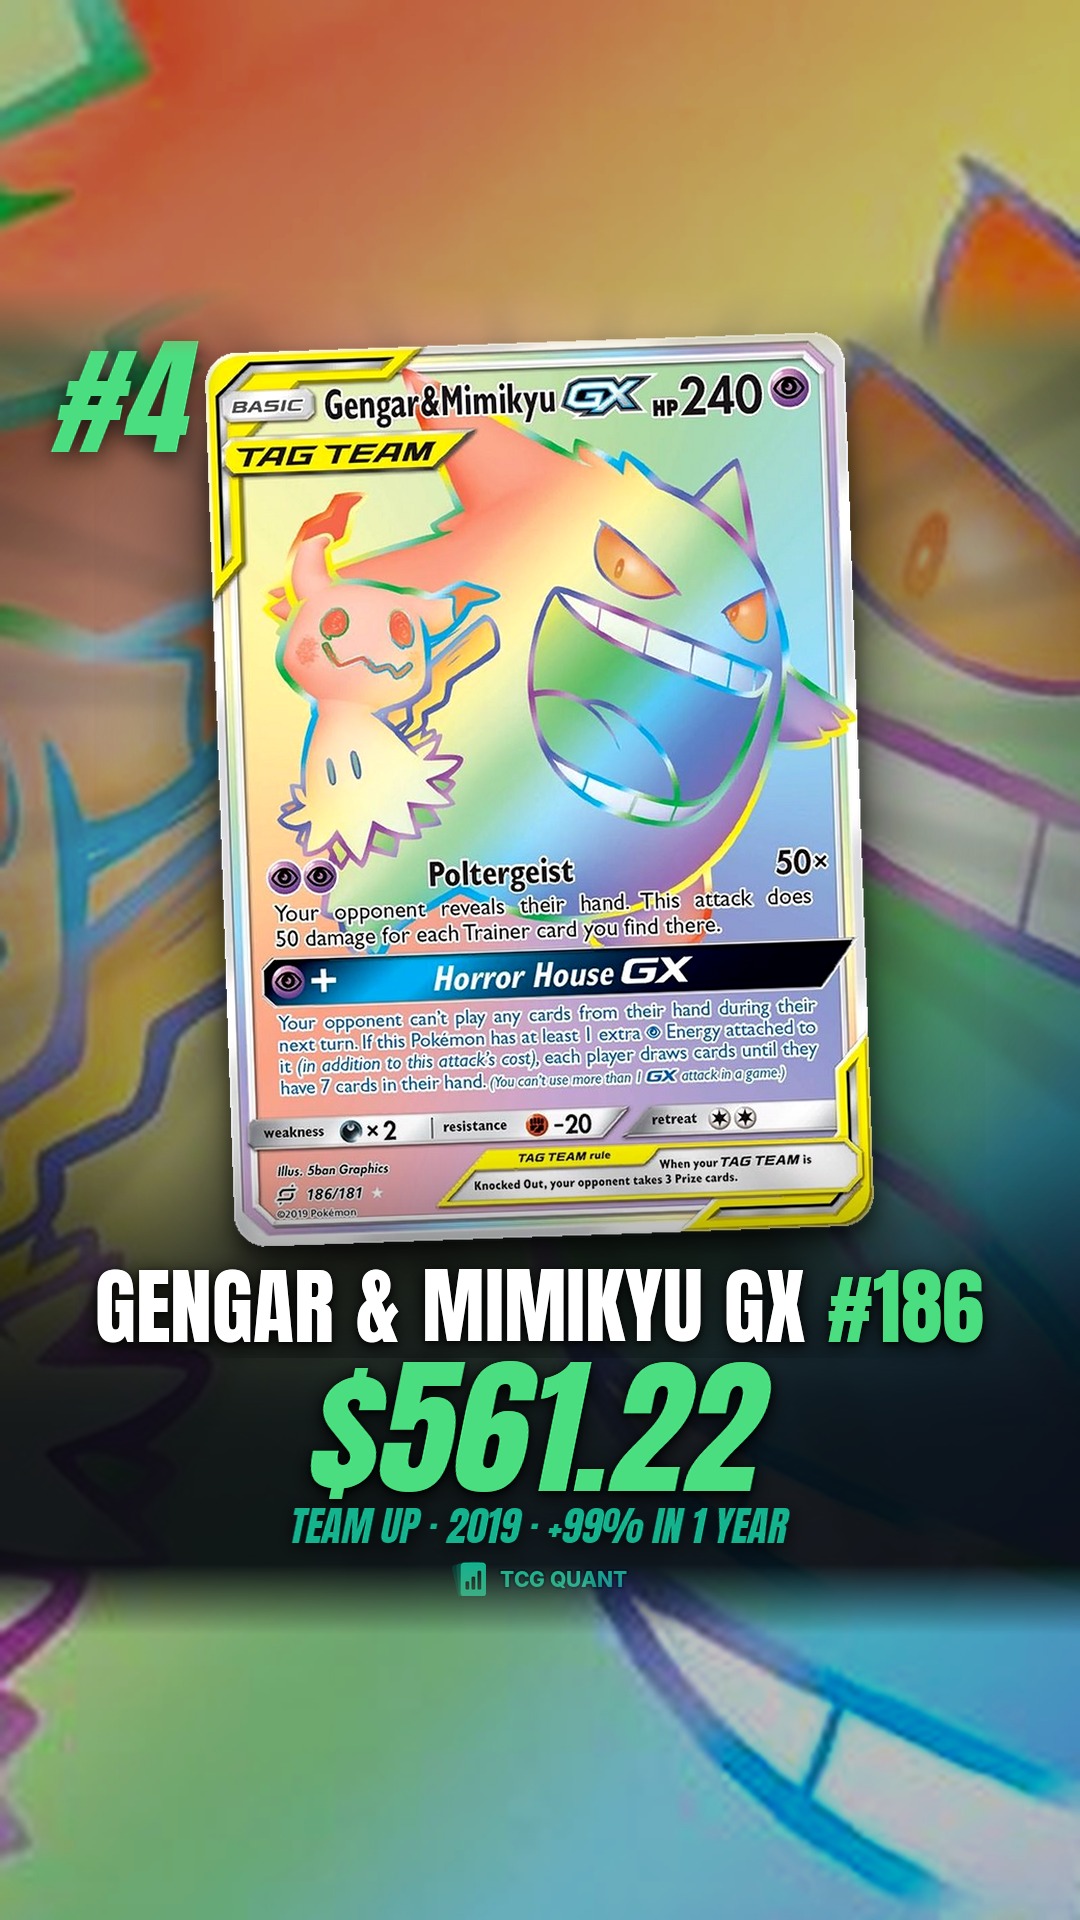 #4
BASIC Gengar&Mimikyu GX HP240
TAG TEAM
Poltergeist 50×
Your opponent reveals their hand. This attack does
50 damage for each Trainer card you find there.
+ Horror House GX
Your opponent can't play any cards from their hand during their
next turn. If this Pokémon has at least 1 extra Energy attached to
it (in addition to this attack's cost), each player draws cards until they
have 7 cards in their hand. (You can't use more than 1 GX attack in a game.)
weakness ×2 resistance -20 retreat
Illus. 5ban Graphics
186/181
©2019 Pokémon
TAG TEAM rule
When your TAG TEAM is
Knocked Out, your opponent takes 3 Prize cards.
GENGAR & MIMIKYU GX #186
$561.22
TEAM UP · 2019 · +99% IN 1 YEAR
TCG QUANT